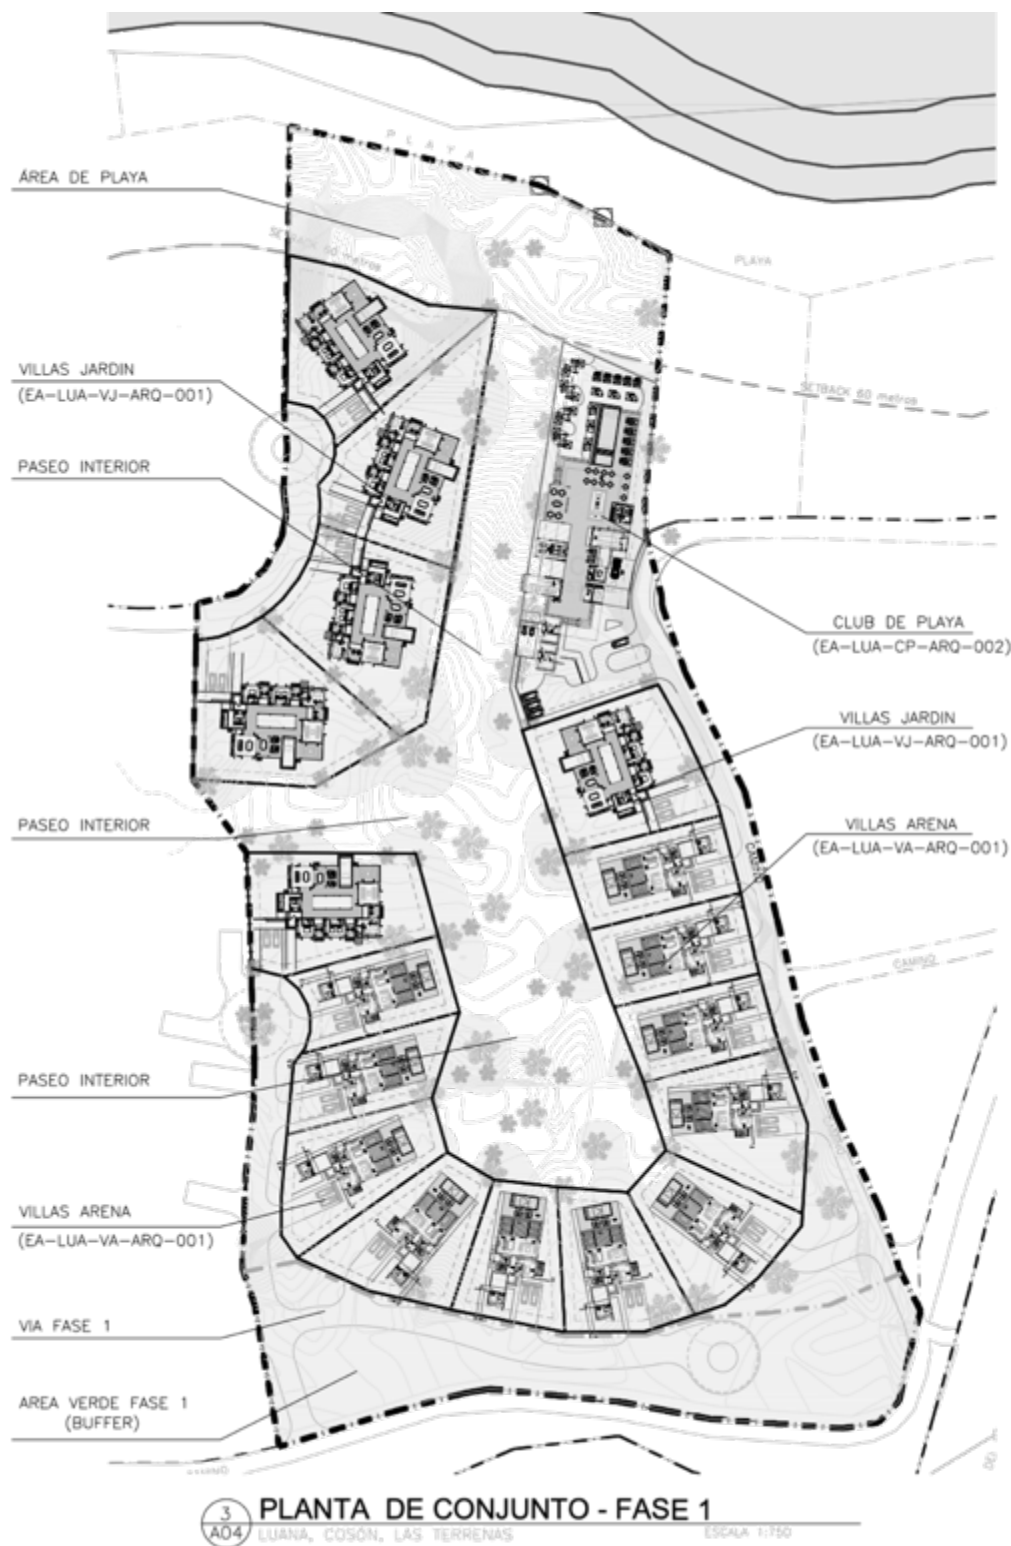 PLAYA
ÁREA DE PLAYA
SETBACK 60 metros
PLAYA
VILLAS JARDIN
(EA-LUA-VJ-ARQ-001)
SETBACK 60 metros
PASEO INTERIOR
CLUB DE PLAYA
(EA-LUA-CP-ARQ-002)
VILLAS JARDIN
(EA-LUA-VJ-ARQ-001)
PASEO INTERIOR
VILLAS ARENA
(EA-LUA-VA-ARQ-001)
CAMINO
CAMINO
PASEO INTERIOR
VILLAS ARENA
(EA-LUA-VA-ARQ-001)
VIA FASE 1
AREA VERDE FASE 1
(BUFFER)
CAMINO
3
A04
PLANTA DE CONJUNTO - FASE 1
LUANA, COSÓN, LAS TERRENAS
ESCALA 1:750